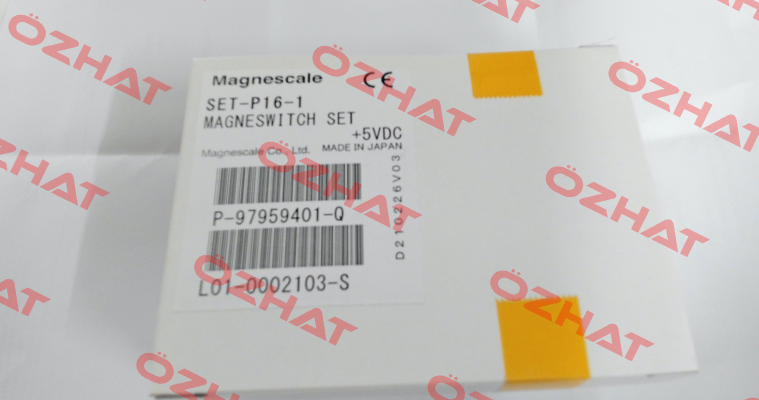 Magnescale CE
SET-P16-1
MAGNESWITCH SET
+5VDC
Magnescale Co., Ltd. MADE IN JAPAN
P-97959401-Q
L01-0002103-S
D210226V03
ÖZHAT
ÖZHAT
ÖZHAT
ÖZHAT
ÖZHAT
ÖZHAT
ÖZHAT
ÖZHAT
ÖZHAT
ÖZHAT